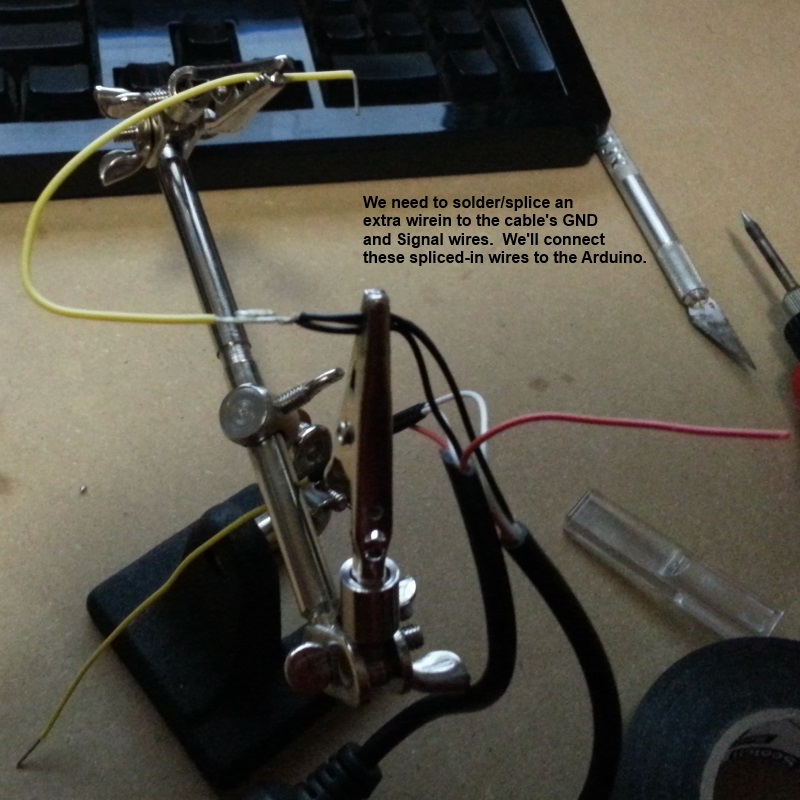 We need to solder/splice an
extra wirein to the cable's GND
and Signal wires.  We'll connect
these spliced-in wires to the Arduino.